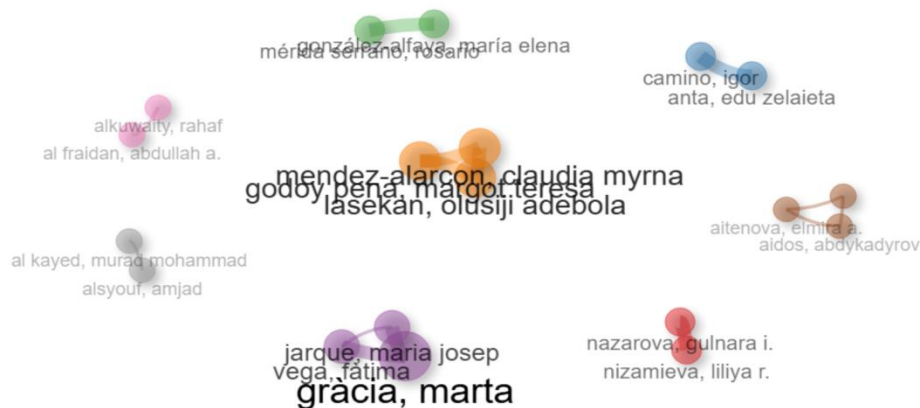 gonzález-alfaya, maría elena
mérida serrano, rosario
camino, igor
anta, edu zelaieta
alkuwaity, rahaf
al fraidan, abdullah a.
mendez-alarcon, claudia myrna
godoy pena, margot teresa
lasekan, olusiji adebola
aitenova, elmira a.
aidos, abdykadyrov
al kayed, murad mohammad
alsyouf, amjad
jarque, maria josep
vega, fátima
gràcia, marta
nazarova, gulnara i.
nizamieva, liliya r.